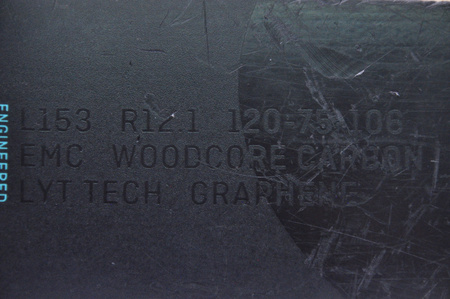 L153 R12.1 120-75-106
EMC WOODCORE CARBON
LYT TECH GRAPHENE
ENGINEERED